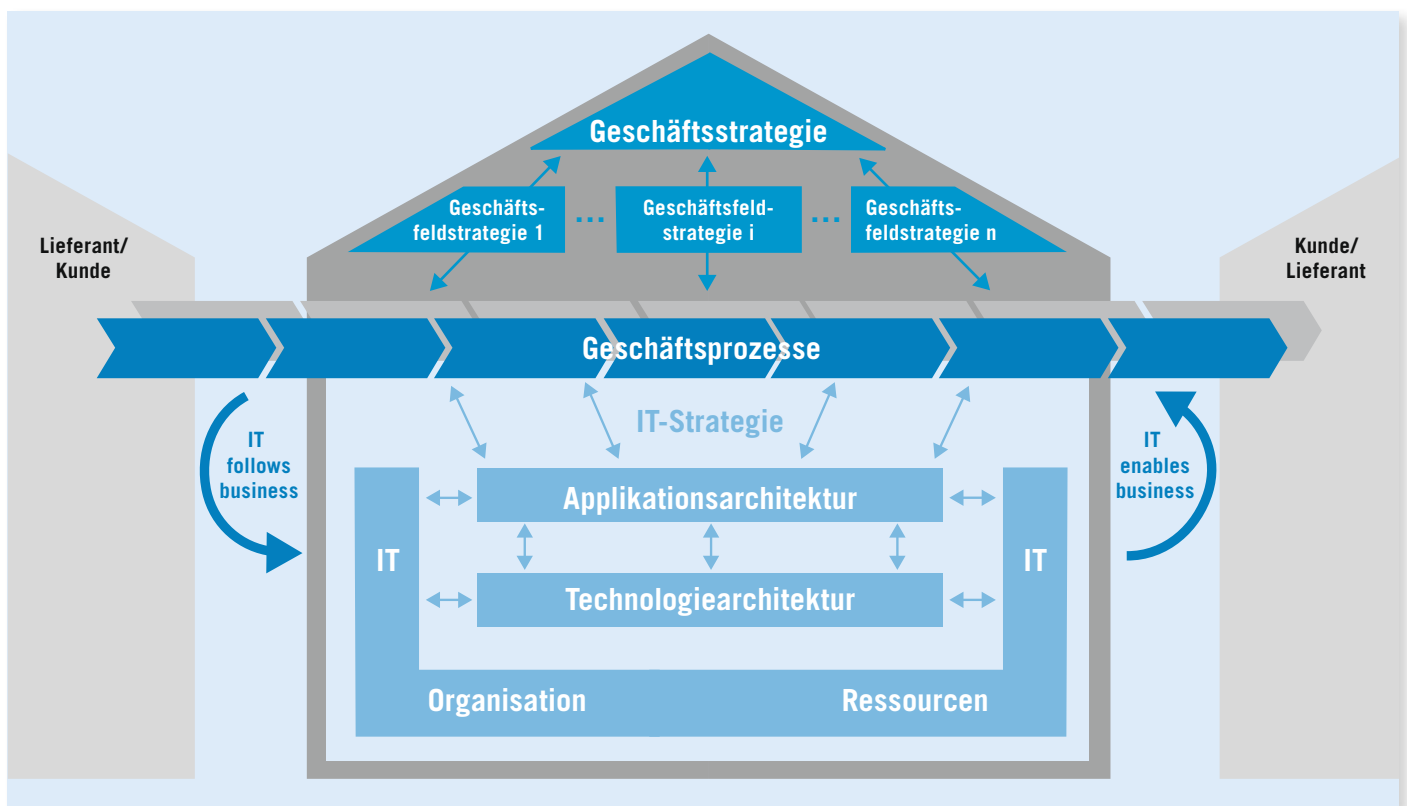 Geschäftsstrategie
Geschäfts-
feldstrategie 1
...
Geschäftsfeld-
strategie i
...
Geschäfts-
feldstrategie n
Lieferant/
Kunde
Kunde/
Lieferant
Geschäftsprozesse
IT-Strategie
IT
follows
business
IT
enables
business
Applikationsarchitektur
IT
IT
Technologiearchitektur
Organisation
Ressourcen